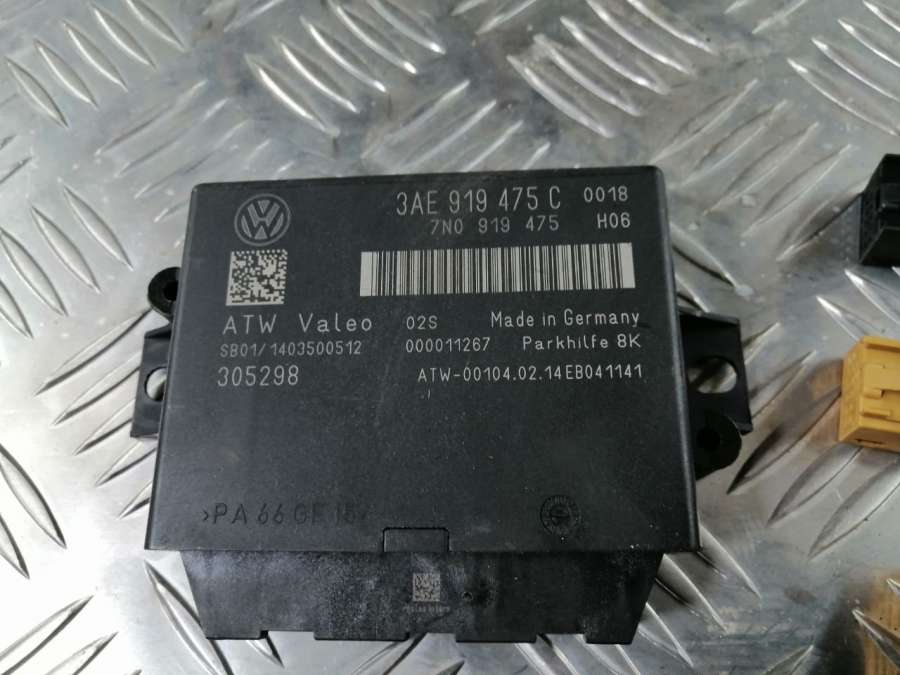 3AE 919 475 C 0018
7N0 919 475 H06
ATW Valeo 02S Made in Germany
SB01/1403500512 000011267 Parkhilfe 8K
305298 ATW-00104.02.14EB041141
>PA 66 GF 15<